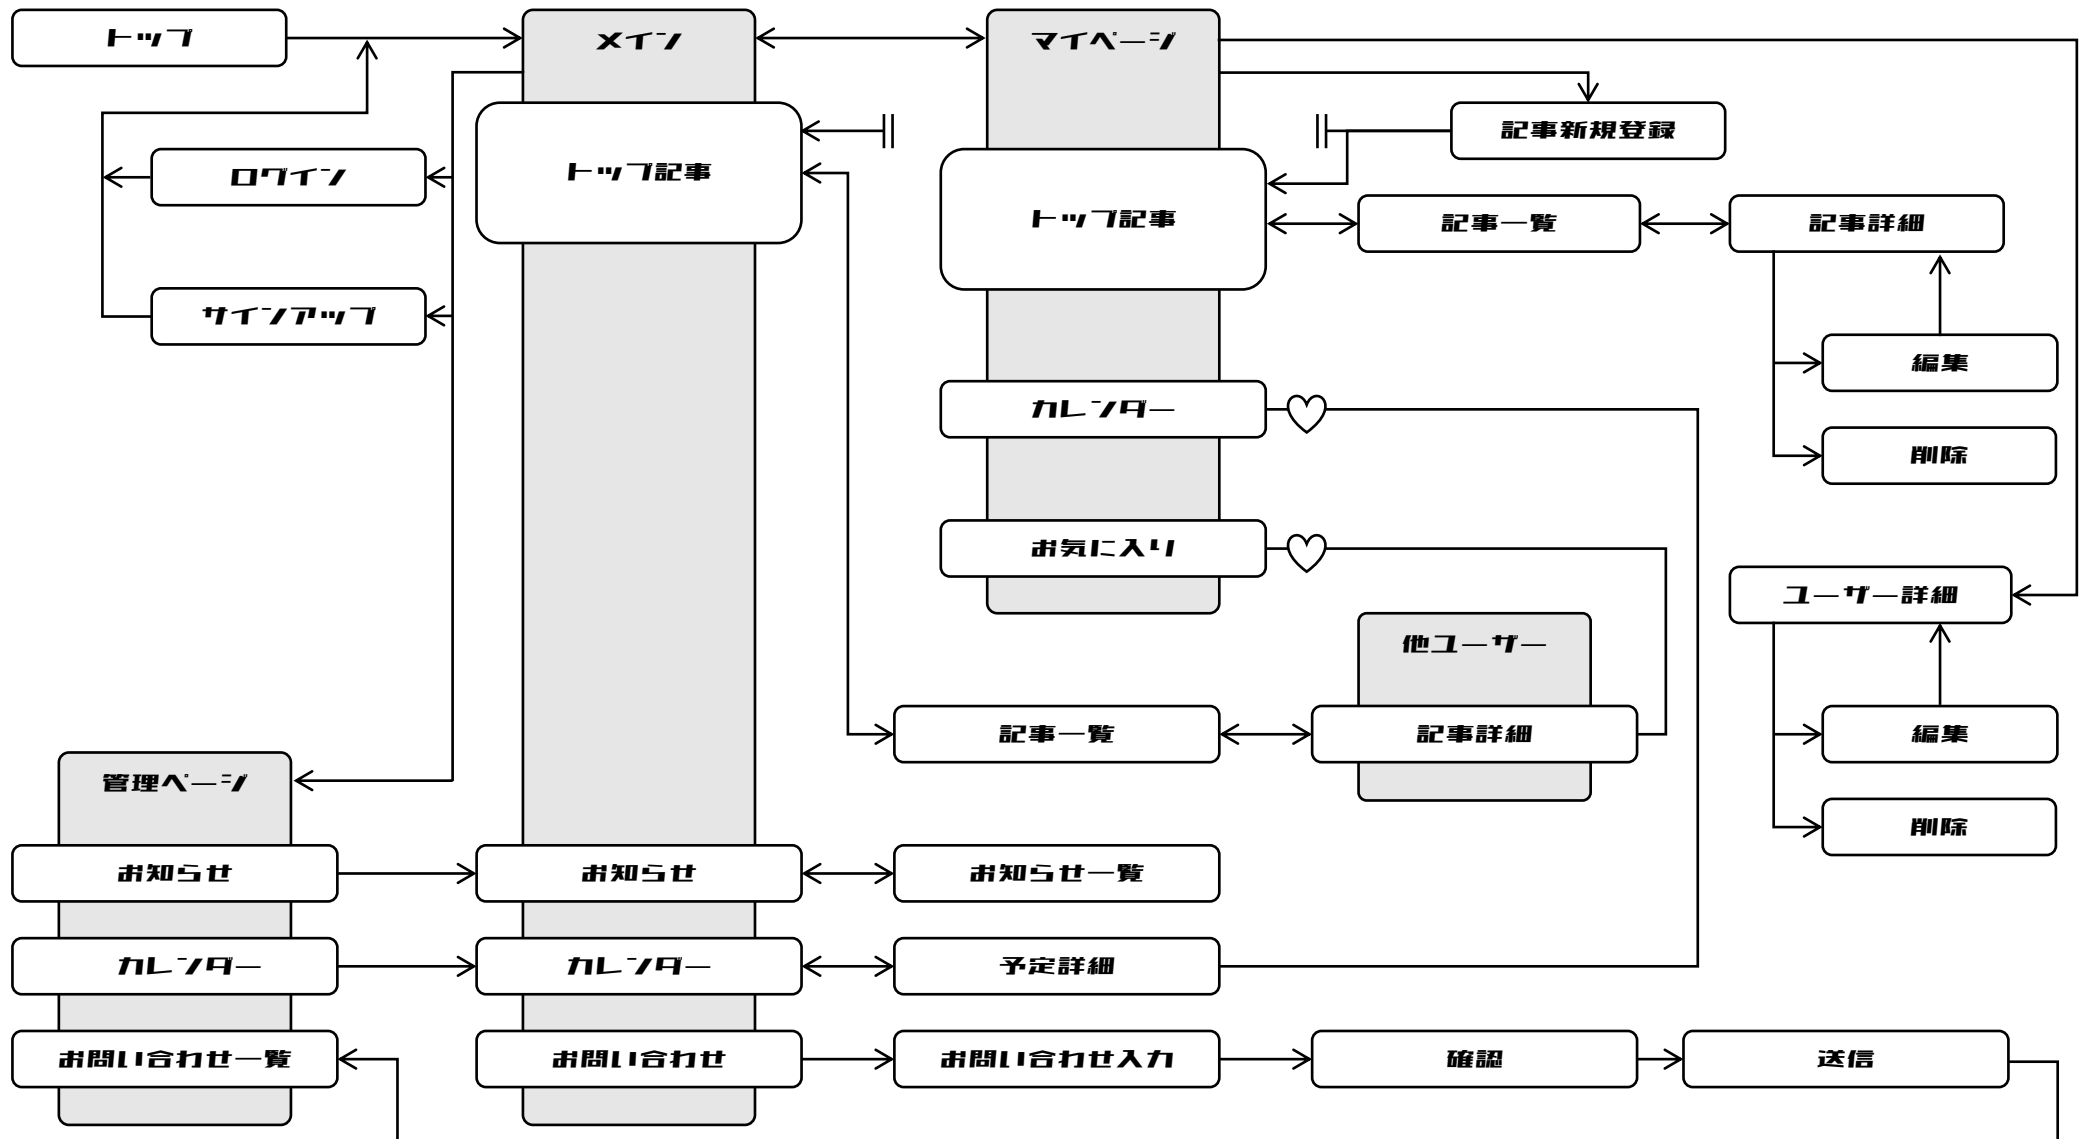 トップ
メイン
マイページ
記事新規登録
ログイン
トップ記事
トップ記事
記事一覧
記事詳細
サインアップ
編集
カレンダー
削除
お気に入り
ユーザー詳細
他ユーザー
記事一覧
記事詳細
編集
管理ページ
削除
お知らせ
お知らせ
お知らせ一覧
カレンダー
カレンダー
予定詳細
お問い合わせ一覧
お問い合わせ
お問い合わせ入力
確認
送信